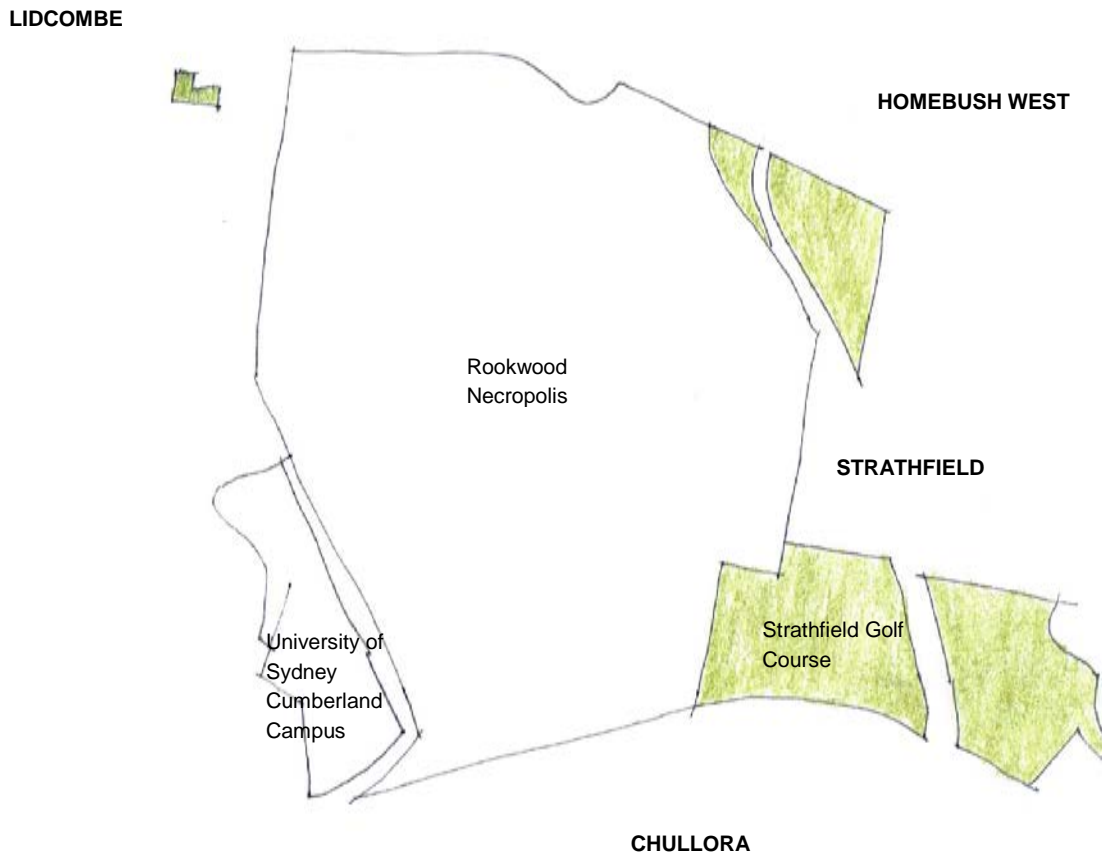 LIDCOMBE
HOMEBUSH WEST
Rookwood
Necropolis
STRATHFIELD
University of
Sydney
Cumberland
Campus
Strathfield Golf
Course
CHULLORA